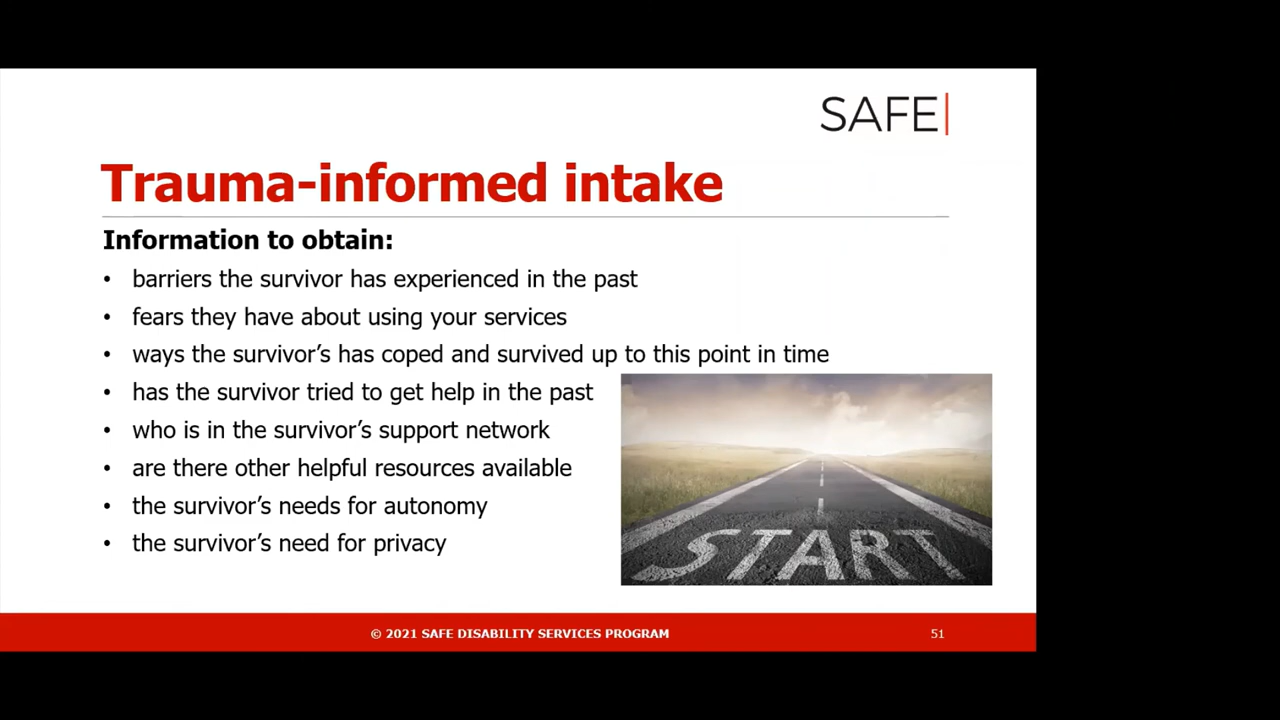 SAFE
Trauma-informed intake
Information to obtain:
• barriers the survivor has experienced in the past
• fears they have about using your services
• ways the survivor’s has coped and survived up to this point in time
• has the survivor tried to get help in the past
• who is in the survivor’s support network
• are there other helpful resources available
• the survivor’s needs for autonomy
• the survivor’s need for privacy
START
© 2021 SAFE DISABILITY SERVICES PROGRAM
51